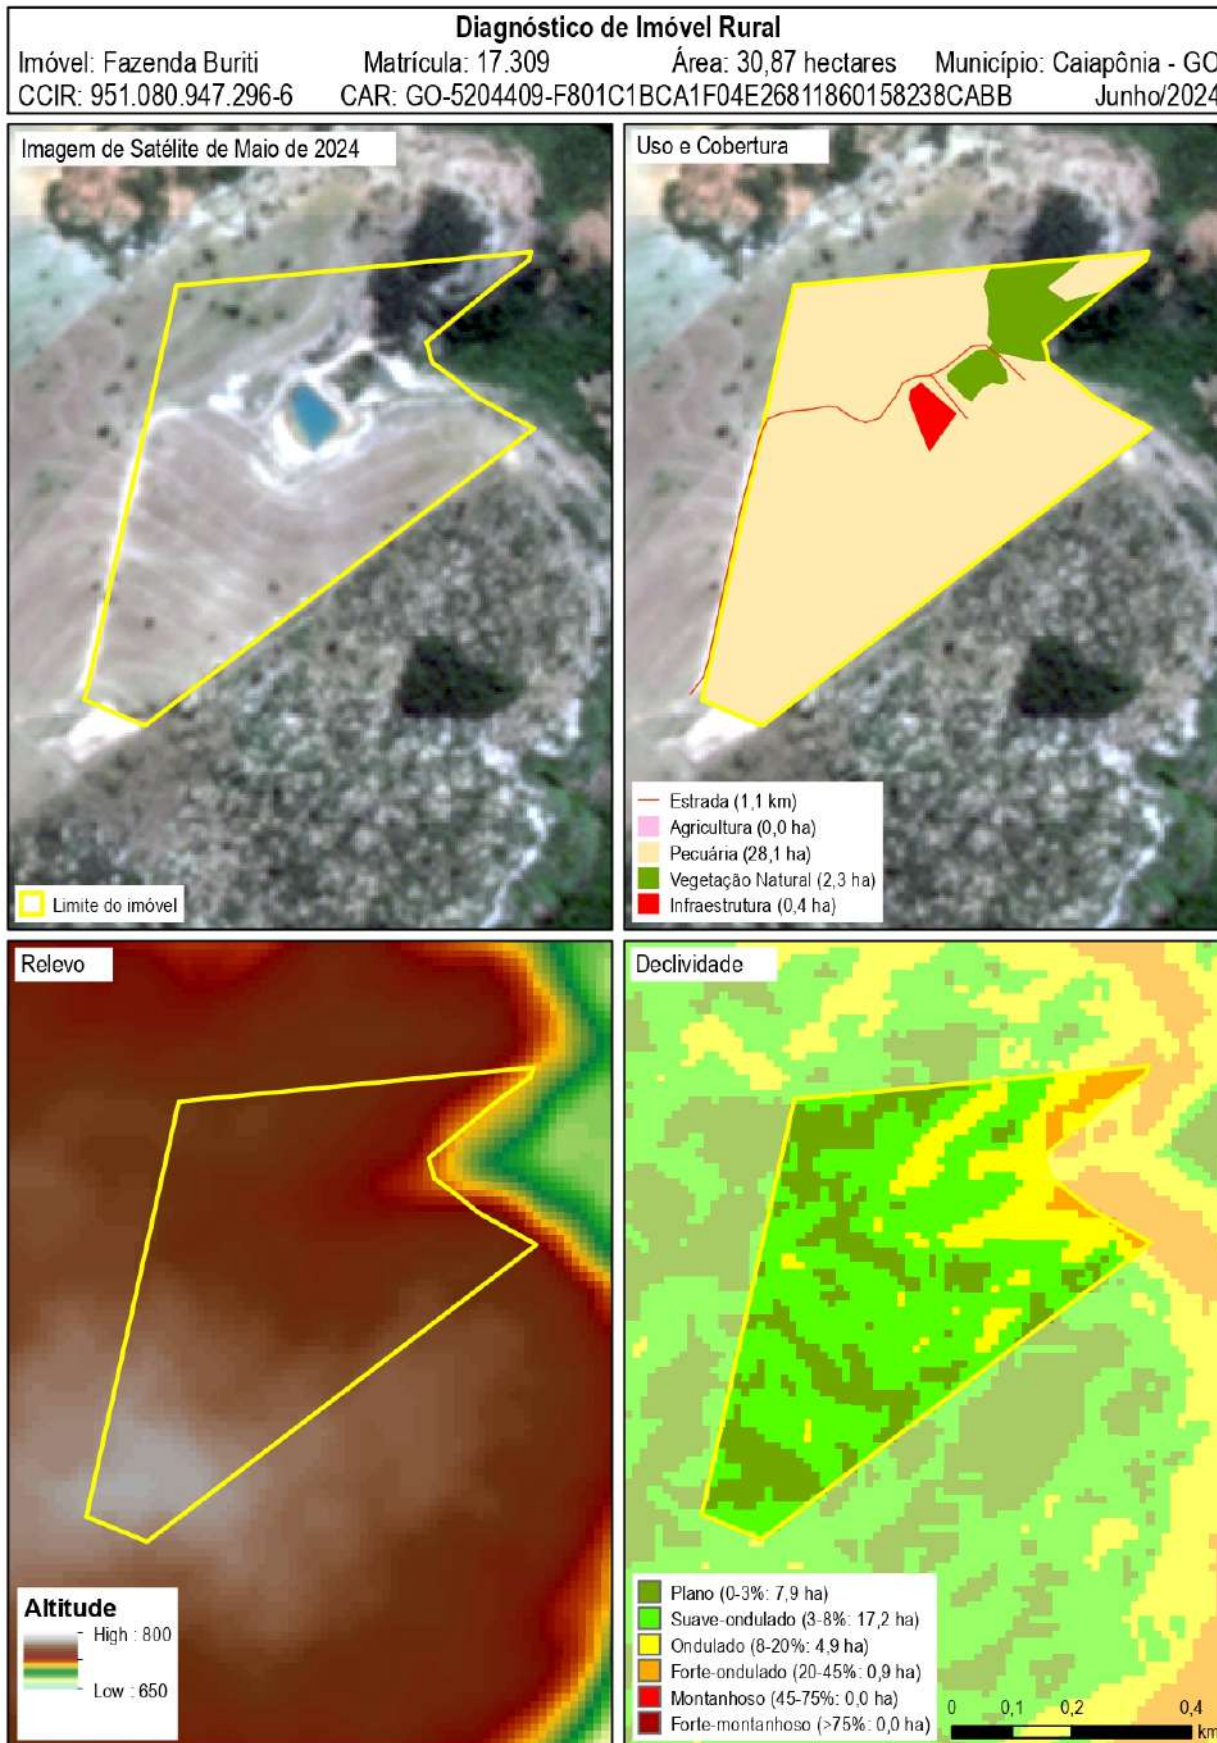 Diagnóstico de Imóvel Rural
Imóvel: Fazenda Buriti Matrícula: 17.309 Área: 30,87 hectares Município: Caiapônia - GO
CCIR: 951.080.947.296-6 CAR: GO-5204409-F801C1BCA1F04E26811860158238CABB Junho/2024
Imagem de Satélite de Maio de 2024
Limite do imóvel
Uso e Cobertura
Estrada (1,1 km)
Agricultura (0,0 ha)
Pecuária (28,1 ha)
Vegetação Natural (2,3 ha)
Infraestrutura (0,4 ha)
Relevo
Altitude
High : 800
Low : 650
Declividade
Plano (0-3%: 7,9 ha)
Suave-ondulado (3-8%: 17,2 ha)
Ondulado (8-20%: 4,9 ha)
Forte-ondulado (20-45%: 0,9 ha)
Montanhoso (45-75%: 0,0 ha)
Forte-montanhoso (>75%: 0,0 ha)
0 0,1 0,2 0,4
km